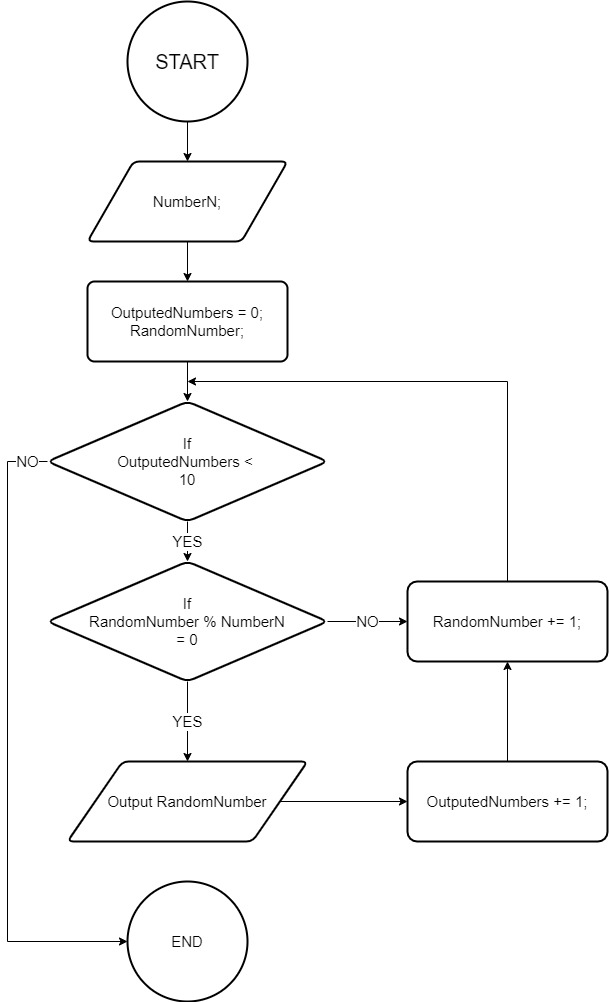 START
NumberN;
OutputedNumbers = 0;
RandomNumber;
If
OutputedNumbers <
10
NO
YES
If
RandomNumber % NumberN
= 0
NO
RandomNumber += 1;
YES
Output RandomNumber
OutputedNumbers += 1;
END